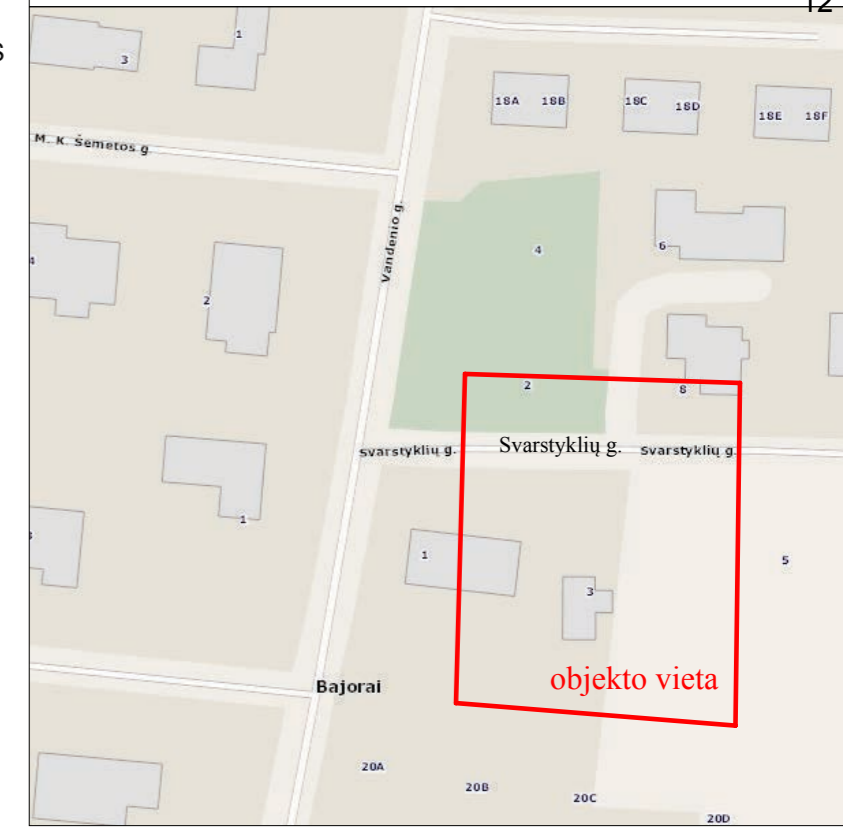 12
S
1
3
18A 18B 18C 18D 18E 18F
M. K. Šemetos g.
Vandenio g.
4
6
4
2
2
8
Svarstyklių g. Svarstyklių g. Svarstyklių g.
1
1
5
3
objekto vieta
Bajorai
20A
20B
20C
20D